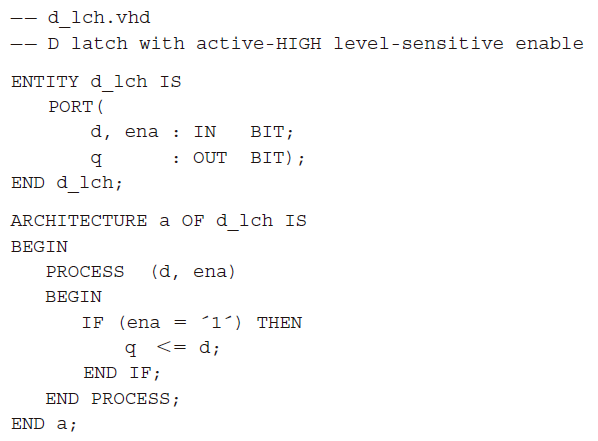 -- d_lch.vhd
-- D latch with active-HIGH level-sensitive enable
ENTITY d_lch IS
PORT(
d, ena : IN BIT;
q : OUT BIT);
END d_lch;
ARCHITECTURE a OF d_lch IS
BEGIN
PROCESS (d, ena)
BEGIN
IF (ena = ´1´) THEN
q <= d;
END IF;
END PROCESS;
END a;